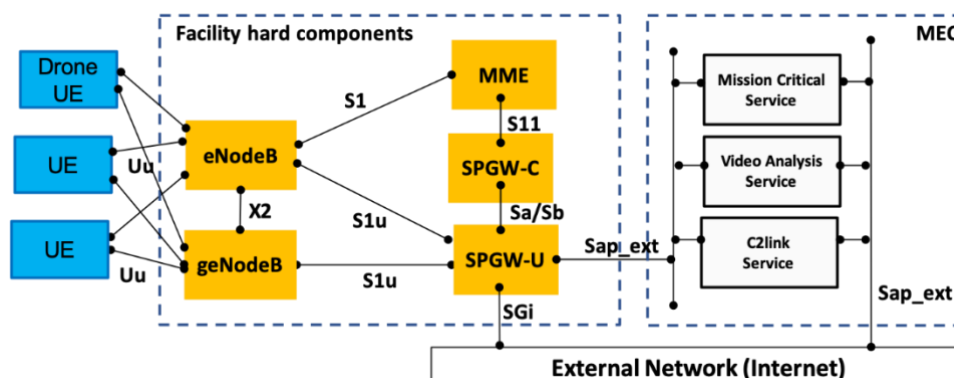 Facility hard components
MEC
Drone
UE
MME
Mission Critical
Service
S1
S11
eNodeB
UE
Uu
SPGW-C
Video Analysis
Service
X2
S1u
Sa/Sb
UE
C2link
Service
Uu
geNodeB
S1u
SPGW-U
Sap_ext
Sap_ext
SGi
External Network (Internet)